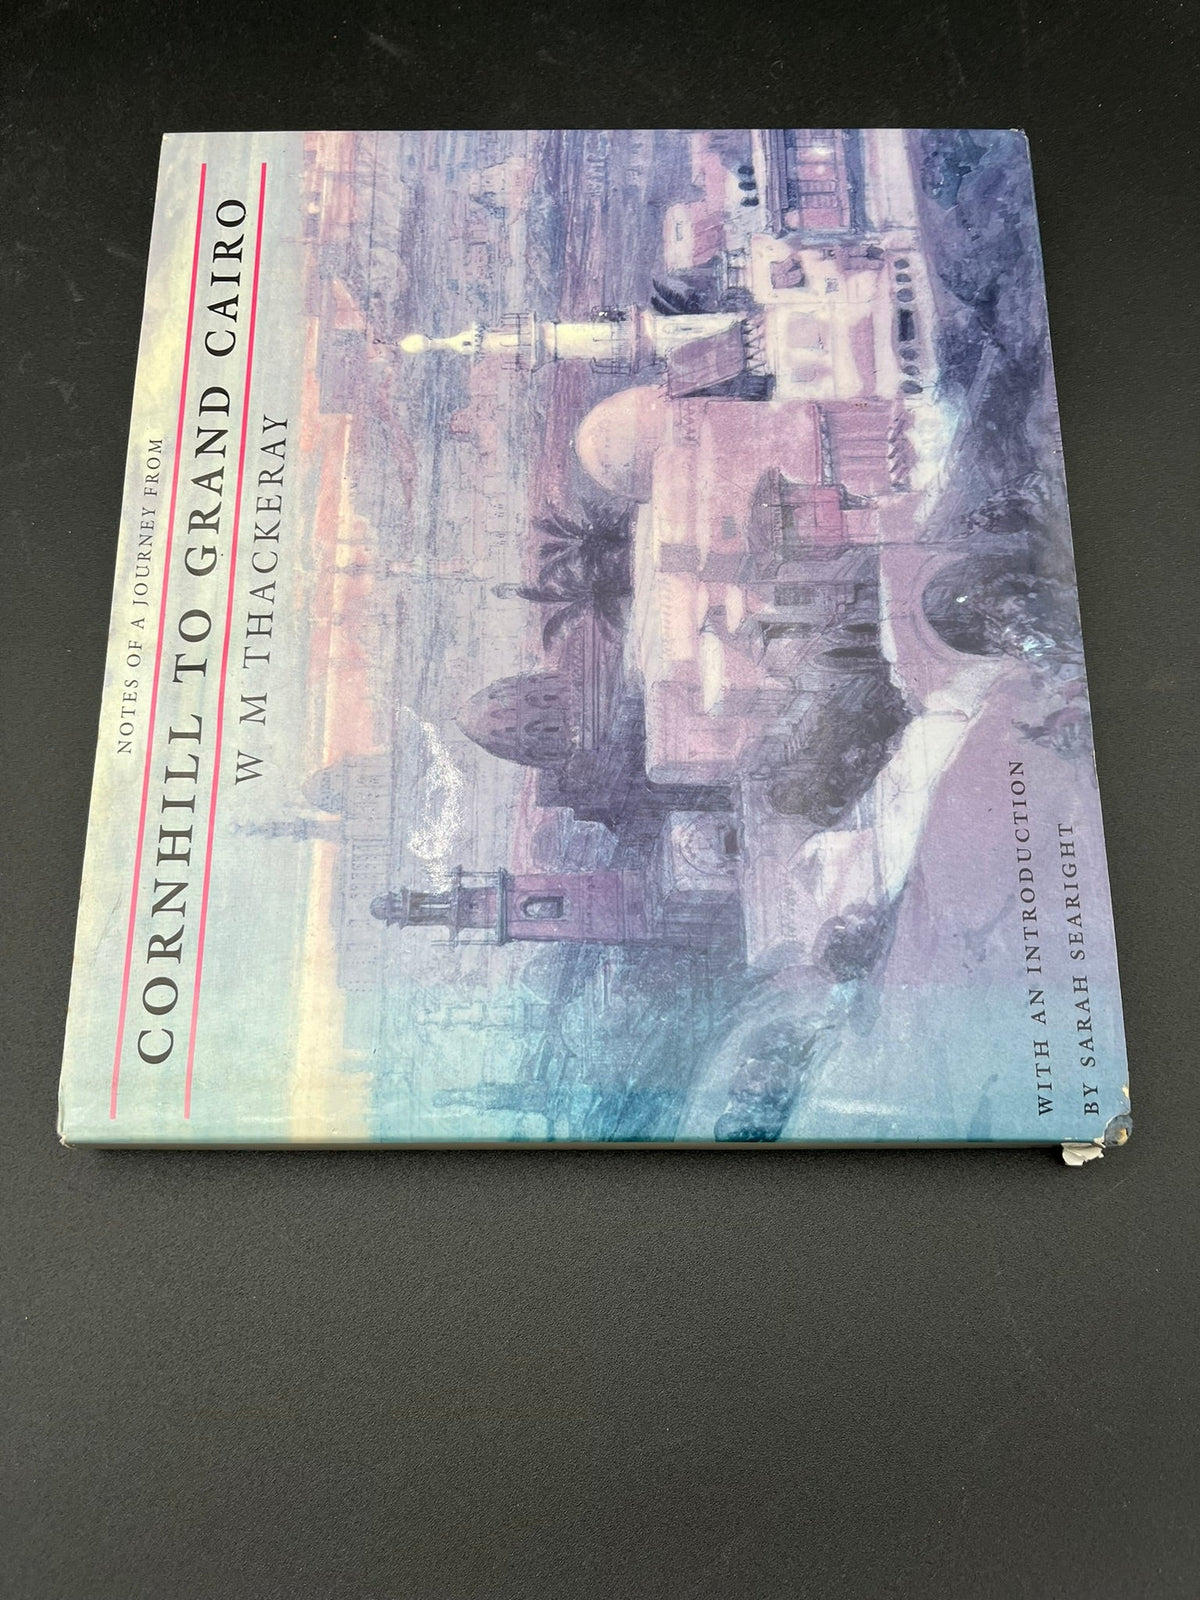 NOTES OF A JOURNEY FROM
CORNHILL TO GRAND CAIRO
W M THACKERAY
WITH AN INTRODUCTION
BY SARAH SEARIGHT